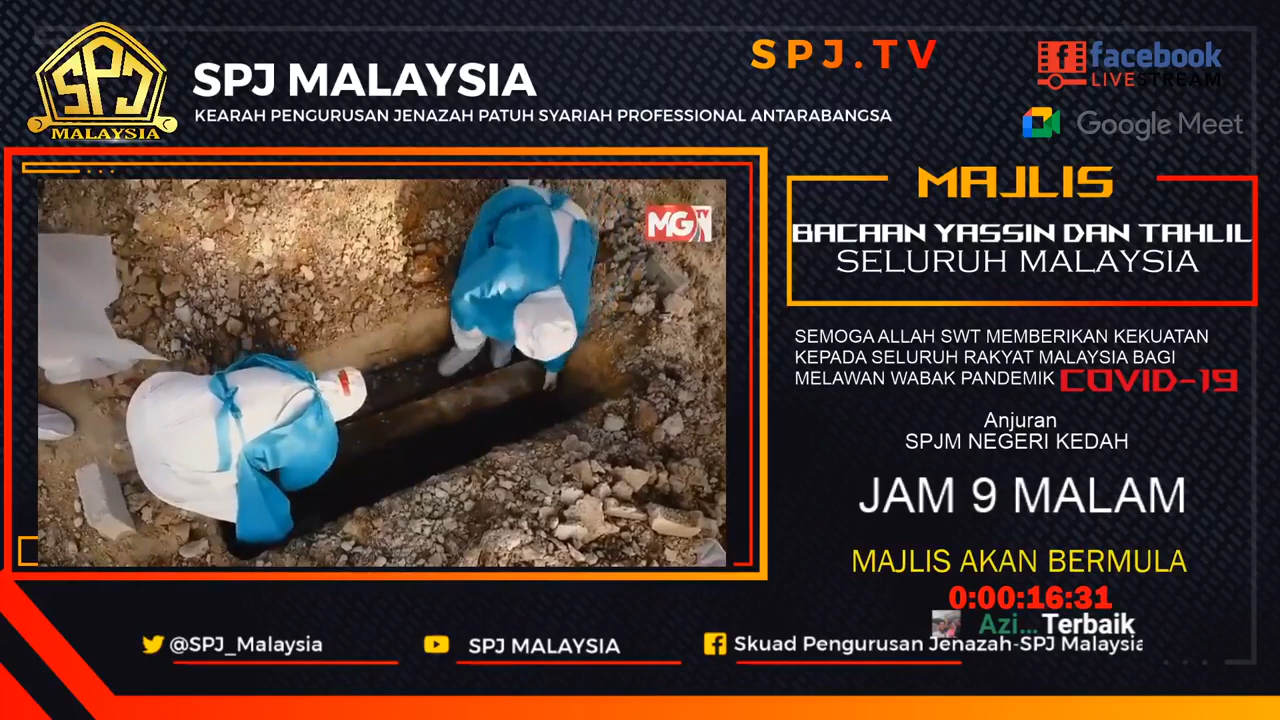 SPJ
MALAYSIA
SPJ MALAYSIA
KEARAH PENGURUSAN JENAZAH PATUH SYARIAH PROFESSIONAL ANTARABANGSA
SPJ.TV
facebook
LIVESTREAM
Google Meet
MGTV
MAJLIS
BACAAN YASSIN DAN TAHLIL
SELURUH MALAYSIA
SEMOGA ALLAH SWT MEMBERIKAN KEKUATAN
KEPADA SELURUH RAKYAT MALAYSIA BAGI
MELAWAN WABAK PANDEMIK COVID-19
Anjuran
SPJM NEGERI KEDAH
JAM 9 MALAM
MAJLIS AKAN BERMULA
0:00:16:31
Azi... Terbaik
@SPJ_Malaysia
SPJ MALAYSIA
Skuad Pengurusan Jenazah-SPJ Malaysia